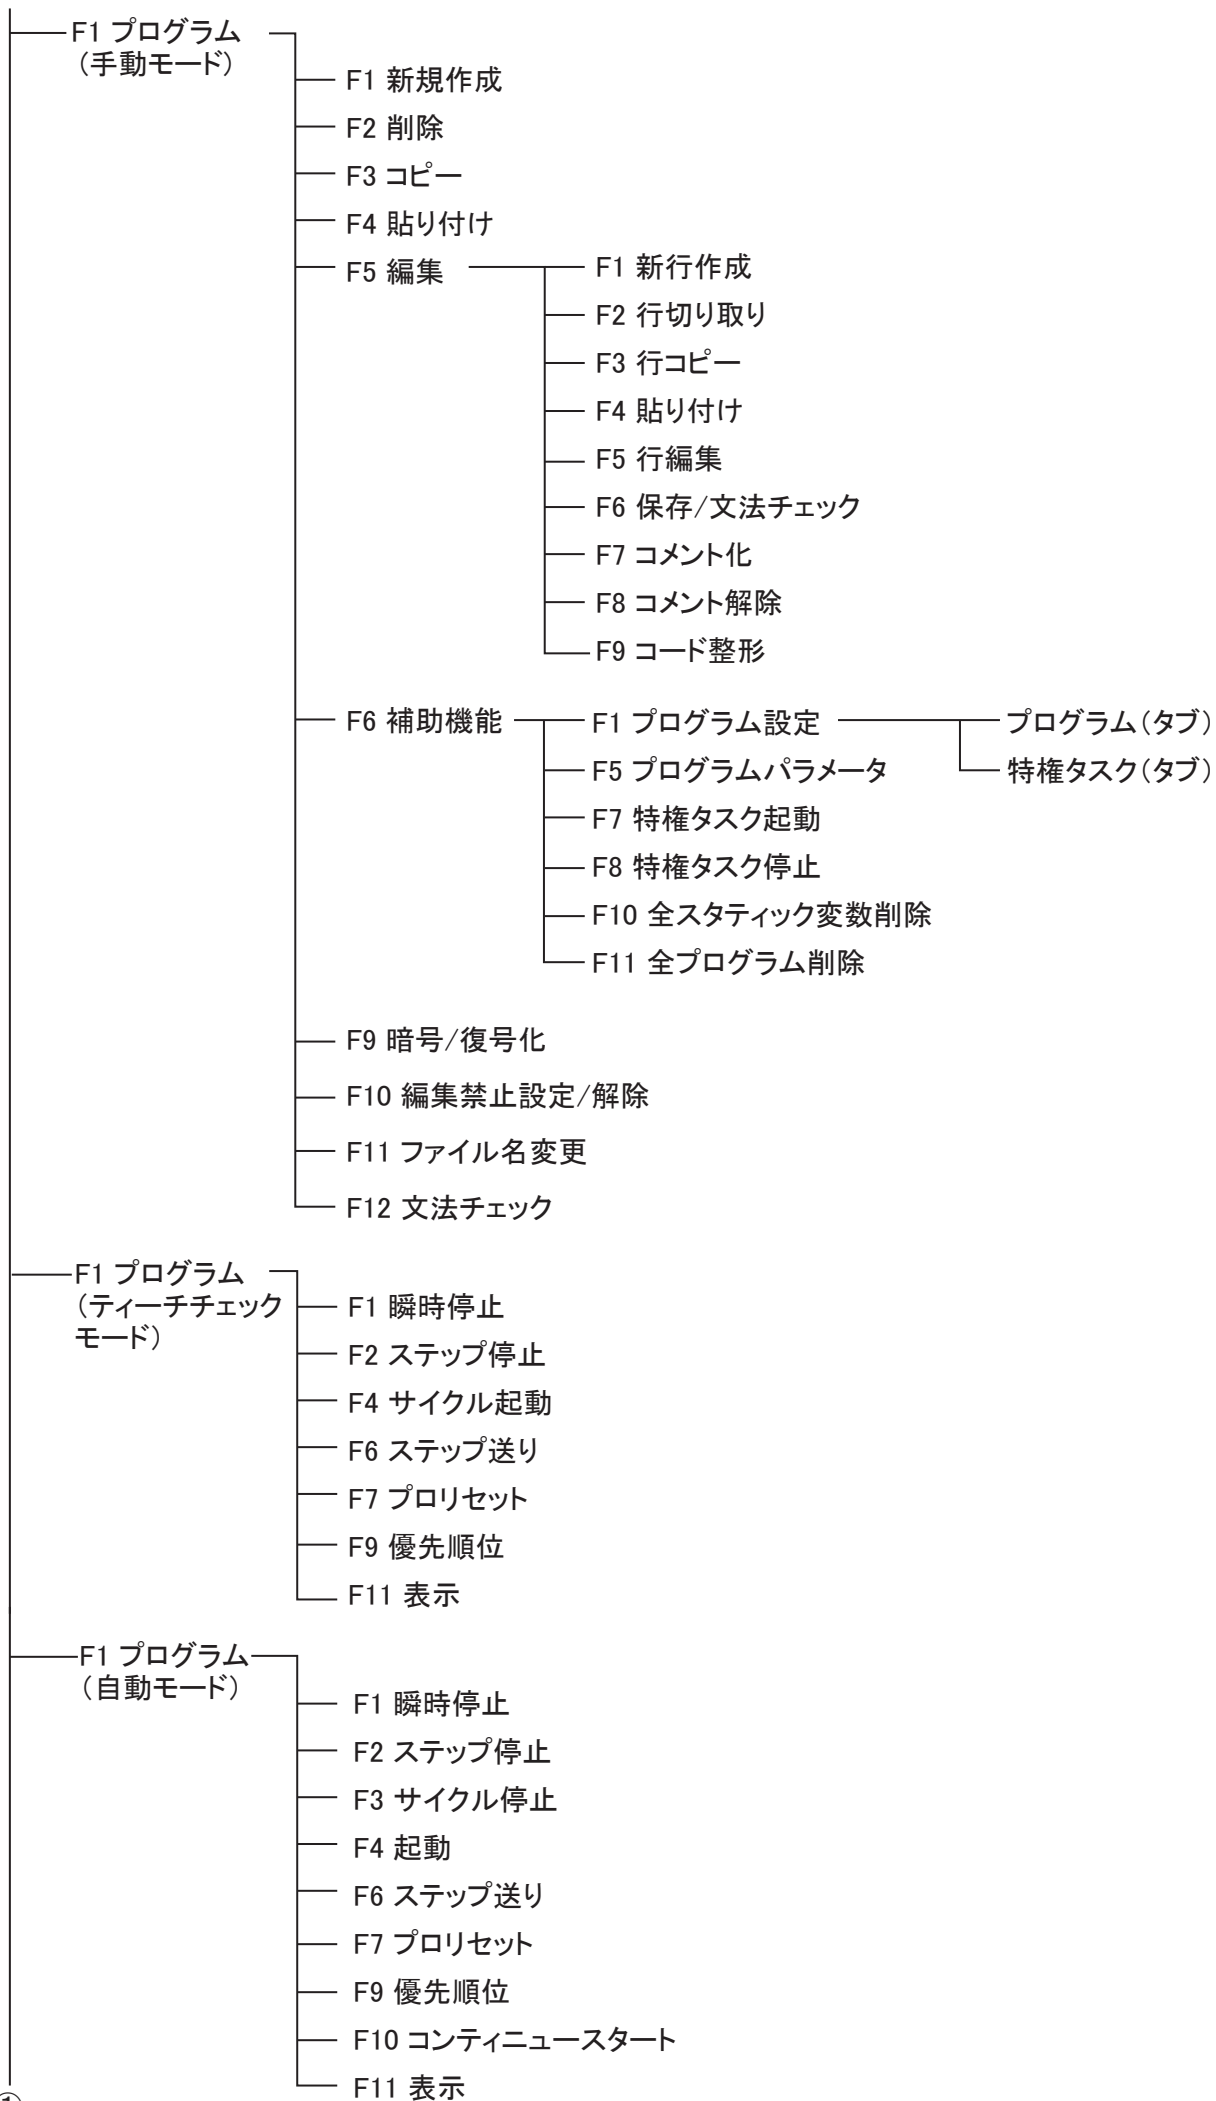 F1 プログラム
（手動モード）
F1 新規作成
F2 削除
F3 コピー
F4 貼り付け
F5 編集
F1 新行作成
F2 行切り取り
F3 行コピー
F4 貼り付け
F5 行編集
F6 保存/文法チェック
F7 コメント化
F8 コメント解除
F9 コード整形
F6 補助機能
F1 プログラム設定
プログラム（タブ）
特権タスク（タブ）
F5 プログラムパラメータ
F7 特権タスク起動
F8 特権タスク停止
F10 全スタティック変数削除
F11 全プログラム削除
F9 暗号/復号化
F10 編集禁止設定/解除
F11 ファイル名変更
F12 文法チェック
F1 プログラム
（ティーチチェック
モード）
F1 瞬時停止
F2 ステップ停止
F4 サイクル起動
F6 ステップ送り
F7 プロリセット
F9 優先順位
F11 表示
F1 プログラム
（自動モード）
F1 瞬時停止
F2 ステップ停止
F3 サイクル停止
F4 起動
F6 ステップ送り
F7 プロリセット
F9 優先順位
F10 コンティニュースタート
F11 表示